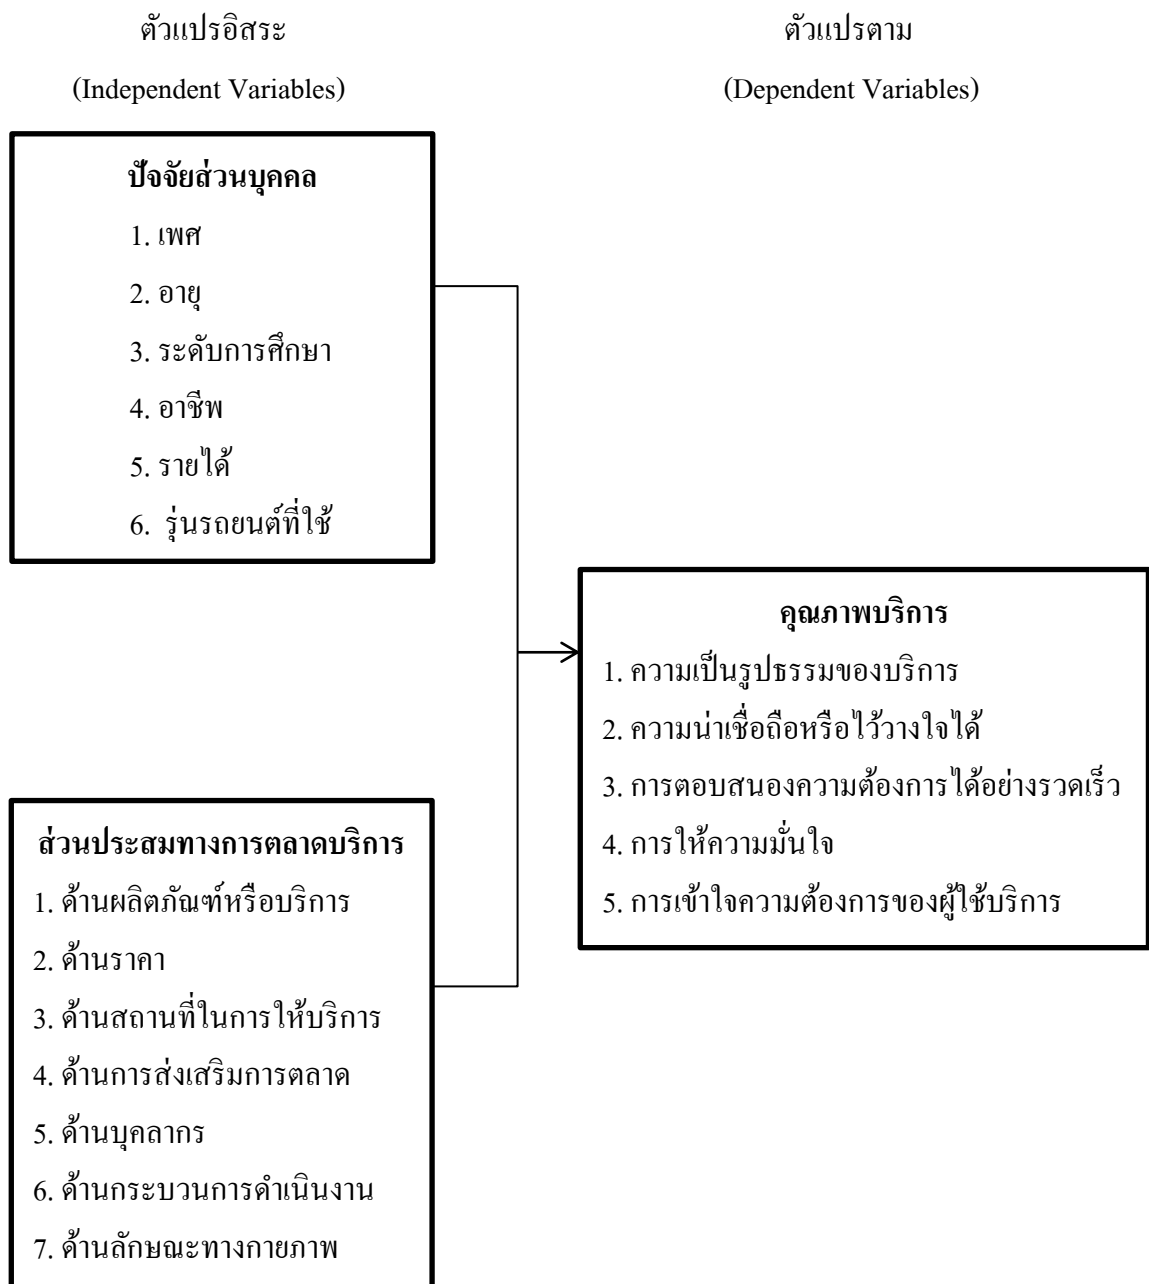 ตัวแปรอิสระ
(Independent Variables)
ตัวแปรตาม
(Dependent Variables)
ปัจจัยส่วนบุคคล
1. เพศ
2. อายุ
3. ระดับการศึกษา
4. อาชีพ
5. รายได้
6. รุ่นรถยนต์ที่ใช้
คุณภาพบริการ
1. ความเป็นรูปธรรมของบริการ
2. ความน่าเชื่อถือหรือไว้วางใจได้
3. การตอบสนองความต้องการได้อย่างรวดเร็ว
4. การให้ความมั่นใจ
5. การเข้าใจความต้องการของผู้ใช้บริการ
ส่วนประสมทางการตลาดบริการ
1. ด้านผลิตภัณฑ์หรือบริการ
2. ด้านราคา
3. ด้านสถานที่ในการให้บริการ
4. ด้านการส่งเสริมการตลาด
5. ด้านบุคลากร
6. ด้านกระบวนการดำเนินงาน
7. ด้านลักษณะทางกายภาพ